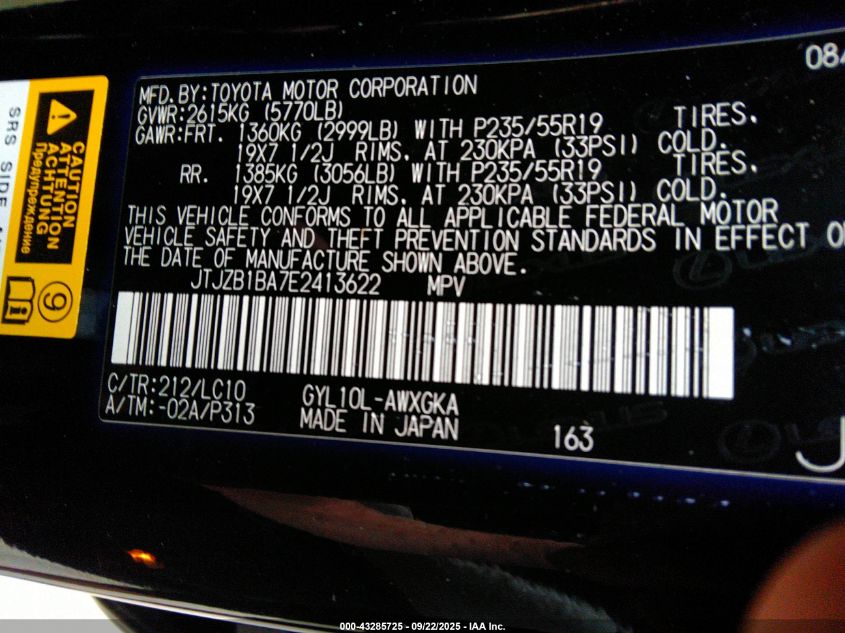 084
MFD. BY: TOYOTA MOTOR CORPORATION
GVWR: 2615KG (5770LB)
GAWR: FRT. 1360KG (2999LB) WITH P235/55R19 TIRES.
19X7 1/2J RIMS. AT 230KPA (33PSI) COLD.
RR. 1385KG (3056LB) WITH P235/55R19 TIRES.
19X7 1/2J RIMS. AT 230KPA (33PSI) COLD.
THIS VEHICLE CONFORMS TO ALL APPLICABLE FEDERAL MOTOR
VEHICLE SAFETY AND THEFT PREVENTION STANDARDS IN EFFECT
THE DATE OF MANUFACTURE SHOWN ABOVE.
JTJZB1BA7E2413622 MPV
C/TR: 212/LC10 GYL10L-AWXGKA
A/TM: -02A/P313 MADE IN JAPAN
163
J
CAUTION
ATTENTION
ACHTUNG
Предупреждение
9
SRS SIDE
000-43285725 - 09/22/2025 - IAA Inc.